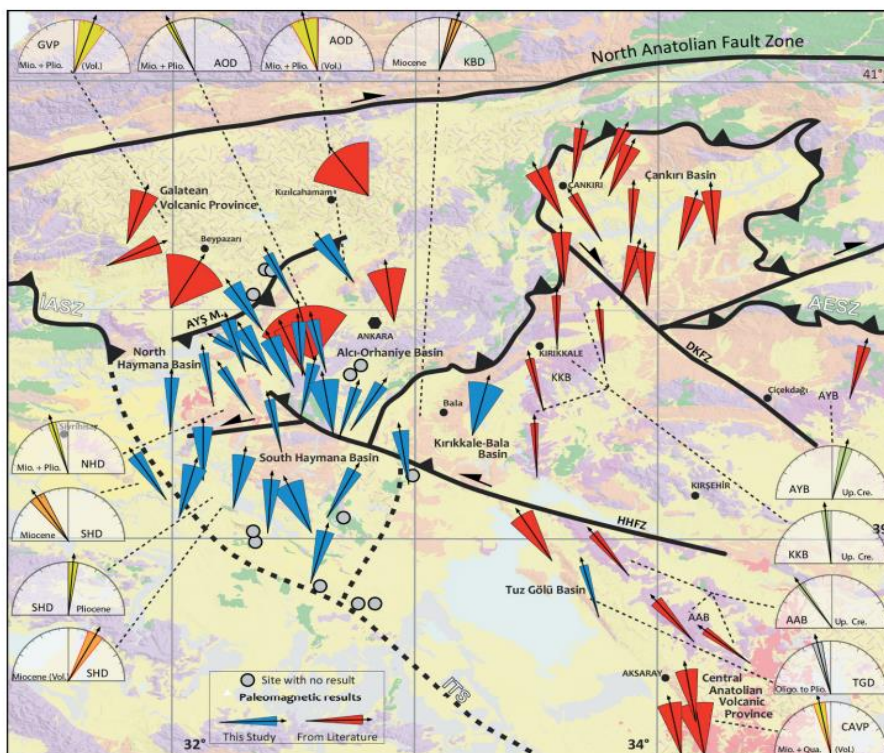 GVP
Mio. + Plio.
(Vol.)
Mio. + Plio.
AOD
AOD
Mio. + Plio.
(Vol.)
Miocene
KBD
North Anatolian Fault Zone
41°
Galatean
Volcanic Province
Kızılcahamam
ÇANKIRI
Çankırı Basin
Beypazarı
İASZ
AYŞ M.
ANKARA
AESZ
North
Haymana Basin
Alcı-Orhaniye Basin
KIRIKKALE
KKB
DKFZ
Çiçekdağı
AYB
Bala
Kırıkkale-Bala
Basin
Sivrihisar
Mio. + Plio.
NHD
South Haymana Basin
AYB
Up. Cre.
KIRŞEHİR
Miocene
SHD
HHFZ
39
KKB
Up. Cre.
SHD
Pliocene
Tuz Gölü Basin
AAB
AAB
Up. Cre.
Miocene (Vol.)
SHD
AKSARAY
Central
Anatolian
Volcanic
Province
TGD
Oligo. to Plio.
Site with no result
Paleomagnetic results
This Study
From Literature
ITS
CAVP
Mio. + Qua.
(Vol.)
32°
34°